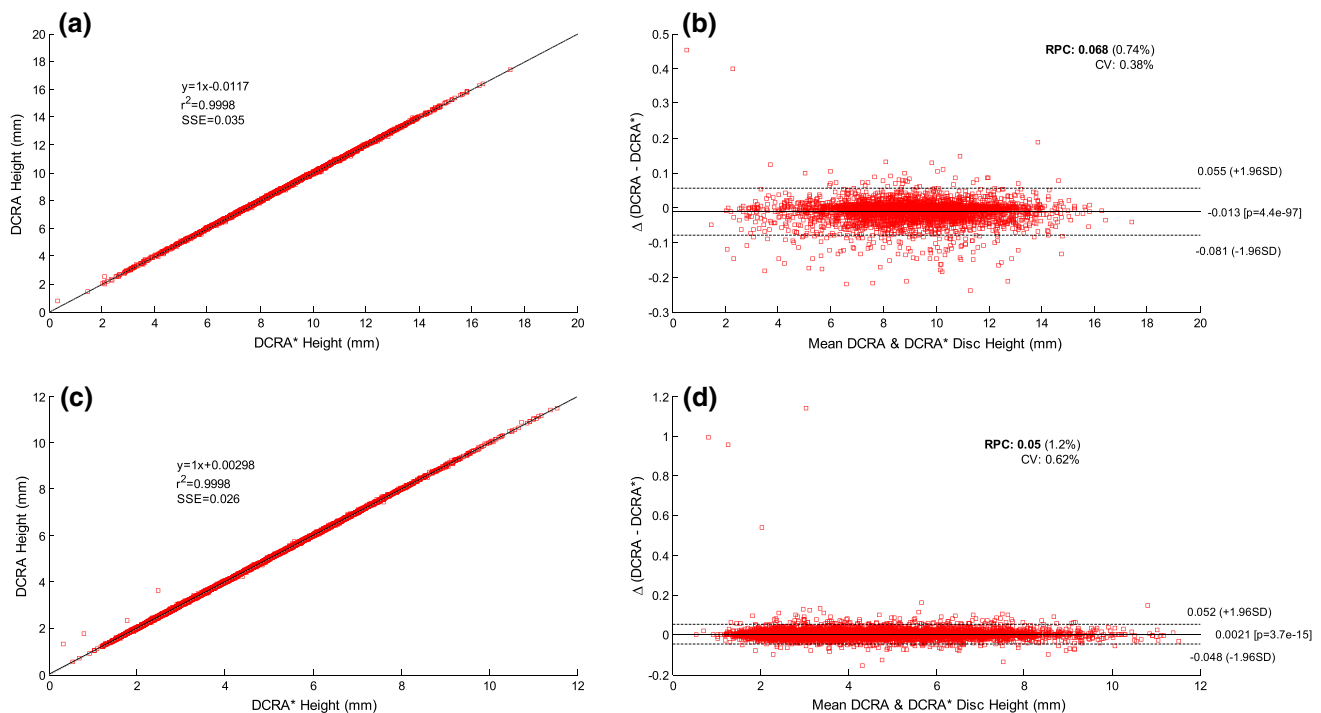 (a)
20
18
16
14
12
10
8
6
4
2
0
DCRA Height (mm)
y=1x-0.0117
r²=0.9998
SSE=0.035
0 2 4 6 8 10 12 14 16 18 20
DCRA* Height (mm)
(b)
0.5
0.4
0.3
0.2
0.1
0
-0.1
-0.2
-0.3
Δ (DCRA - DCRA*)
RPC: 0.068 (0.74%)
CV: 0.38%
0.055 (+1.96SD)
-0.013 [p=4.4e-97]
-0.081 (-1.96SD)
0 2 4 6 8 10 12 14 16 18 20
Mean DCRA & DCRA* Disc Height (mm)
(c)
12
10
8
6
4
2
0
DCRA Height (mm)
y=1x+0.00298
r²=0.9998
SSE=0.026
0 2 4 6 8 10 12
DCRA* Height (mm)
(d)
1.2
1
0.8
0.6
0.4
0.2
0
-0.2
Δ (DCRA - DCRA*)
RPC: 0.05 (1.2%)
CV: 0.62%
0.052 (+1.96SD)
0.0021 [p=3.7e-15]
-0.048 (-1.96SD)
0 2 4 6 8 10 12
Mean DCRA & DCRA* Disc Height (mm)